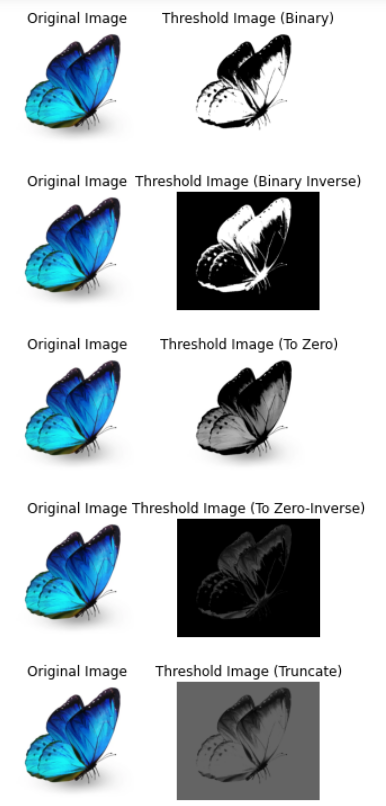 Original Image Threshold Image (Binary)
Original Image Threshold Image (Binary Inverse)
Original Image Threshold Image (To Zero)
Original Image Threshold Image (To Zero-Inverse)
Original Image Threshold Image (Truncate)